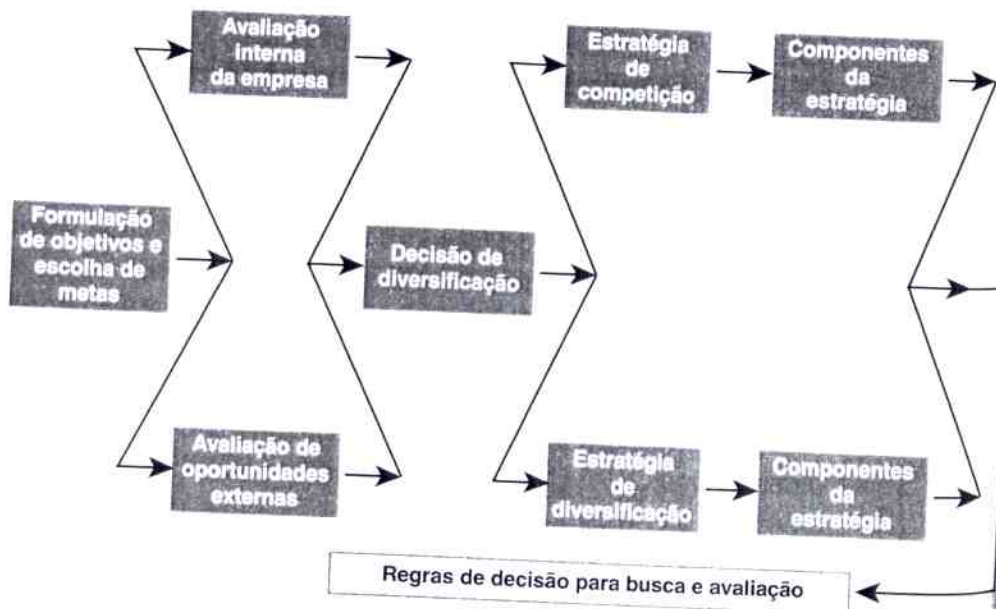 Avaliação
interna
da empresa
Estratégia
de
competição
Componentes
da
estratégia
Formulação
de objetivos e
escolha de
metas
Decisão de
diversificação
Avaliação de
oportunidades
externas
Estratégia
de
diversificação
Componentes
da
estratégia
Regras de decisão para busca e avaliação